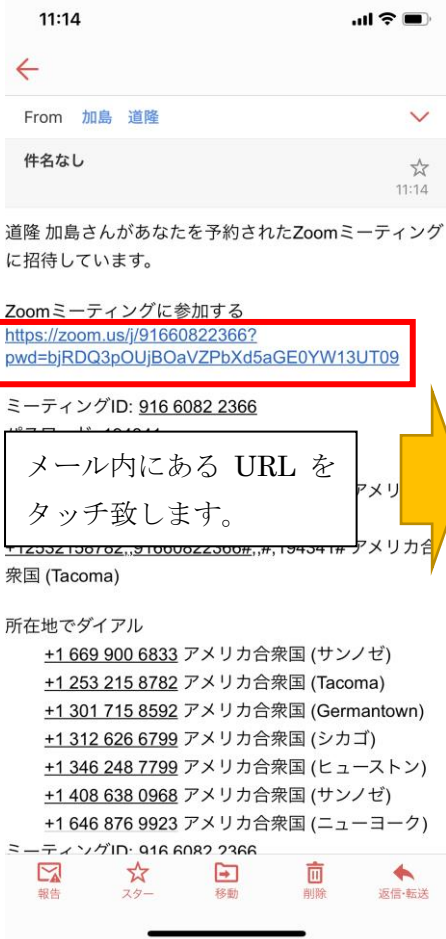 11:14
From 加島 道隆
件名なし
11:14
道隆 加島さんがあなたを予約されたZoomミーティング
に招待しています。
Zoomミーティングに参加する
https://zoom.us/j/91660822366?
pwd=bjRDQ3pOUjBOaVZPbXd5aGE0YW13UT09
ミーティングID: 916 6082 2366
メール内にある URL を
タッチ致します。
アメリ
+12532158782,,91660822366#,,#,194341# アメリカ合
衆国 (Tacoma)
所在地でダイアル
+1 669 900 6833 アメリカ合衆国 (サンノゼ)
+1 253 215 8782 アメリカ合衆国 (Tacoma)
+1 301 715 8592 アメリカ合衆国 (Germantown)
+1 312 626 6799 アメリカ合衆国 (シカゴ)
+1 346 248 7799 アメリカ合衆国 (ヒューストン)
+1 408 638 0968 アメリカ合衆国 (サンノゼ)
+1 646 876 9923 アメリカ合衆国 (ニューヨーク)
ミーティングID: 916 6082 2366
報告 スター 移動 削除 返信・転送